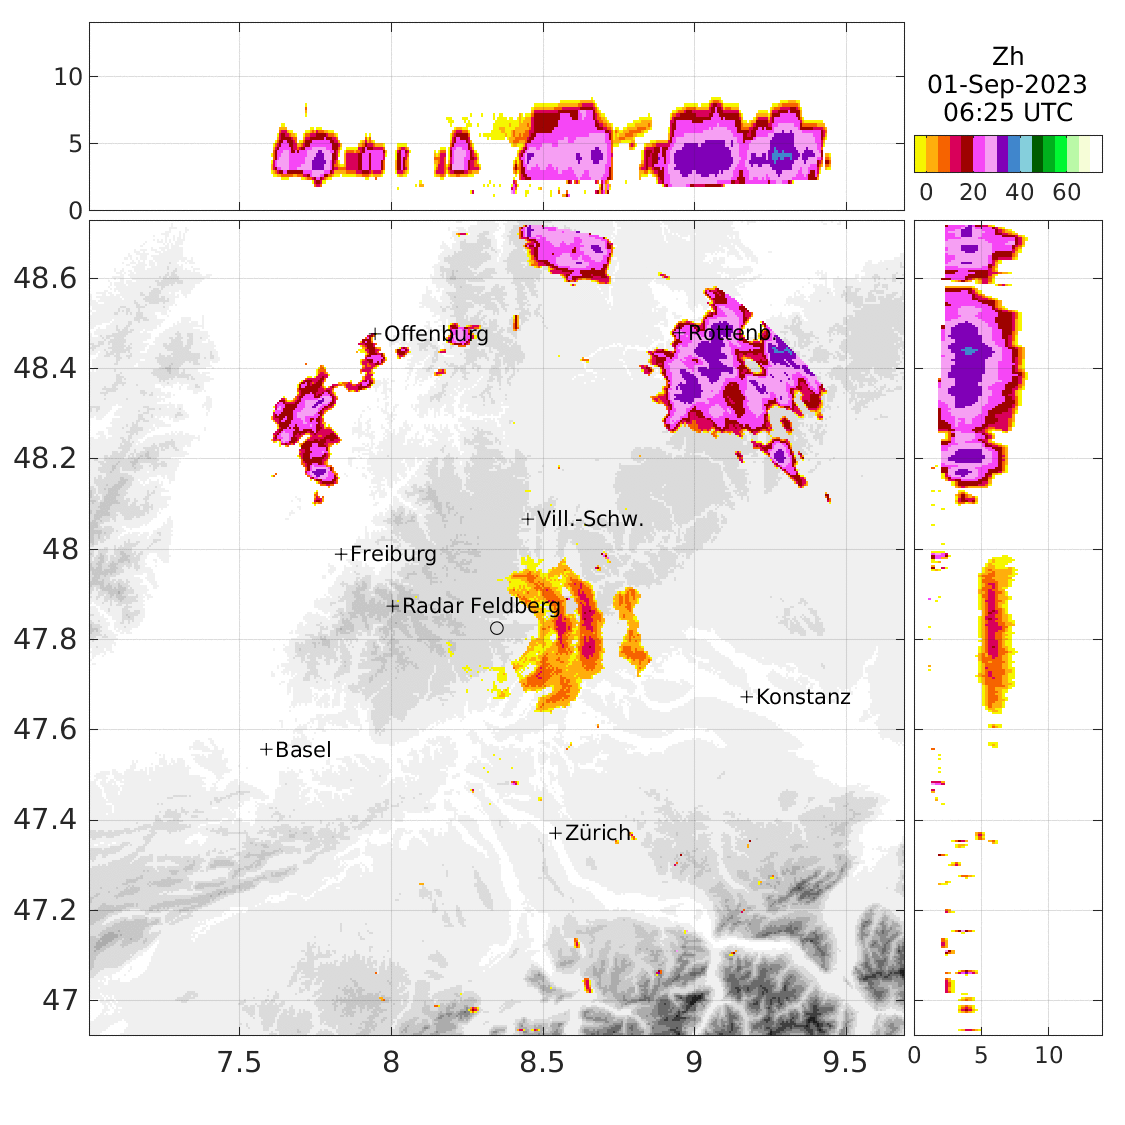 Zh
01-Sep-2023
06:25 UTC
0 20 40 60
10
5
0
48.6
48.4
48.2
48
47.8
47.6
47.4
47.2
47
Offenburg
Rottenb.
Vill.-Schw.
Freiburg
Radar Feldberg
Konstanz
Basel
Zürich
7.5 8 8.5 9 9.5
0 5 10